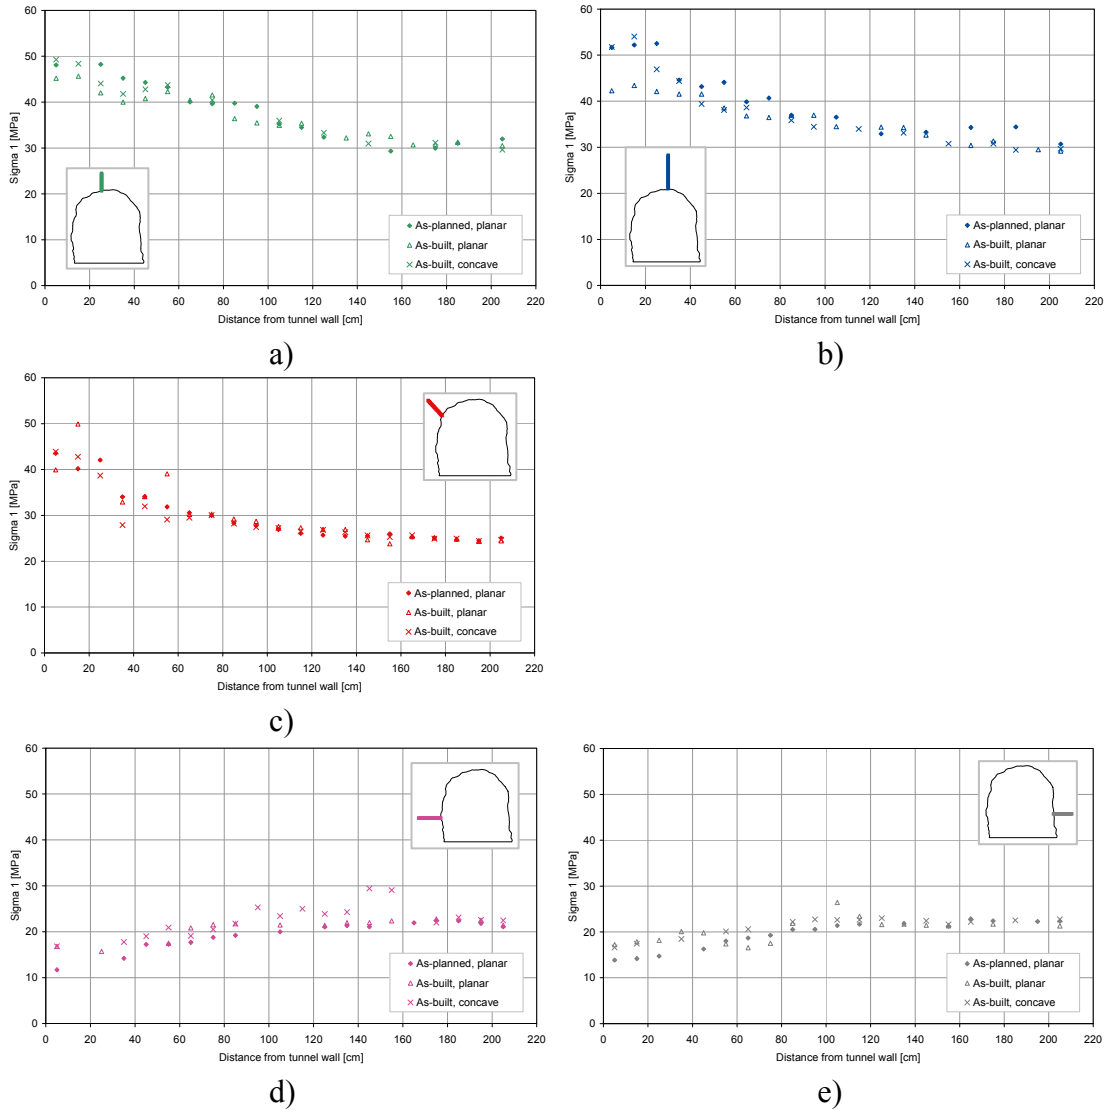 60
50
40
30
20
10
0
Sigma 1 [MPa]
0 20 40 60 80 100 120 140 160 180 200 220
Distance from tunnel wall [cm]
As-planned, planar
As-built, planar
As-built, concave
a)
60
50
40
30
20
10
0
Sigma 1 [MPa]
0 20 40 60 80 100 120 140 160 180 200 220
Distance from tunnel wall [cm]
As-planned, planar
As-built, planar
As-built, concave
b)
60
50
40
30
20
10
0
Sigma 1 [MPa]
0 20 40 60 80 100 120 140 160 180 200 220
Distance from tunnel wall [cm]
As-planned, planar
As-built, planar
As-built, concave
c)
60
50
40
30
20
10
0
Sigma 1 [MPa]
0 20 40 60 80 100 120 140 160 180 200 220
Distance from tunnel wall [cm]
As-planned, planar
As-built, planar
As-built, concave
d)
60
50
40
30
20
10
0
Sigma 1 [MPa]
0 20 40 60 80 100 120 140 160 180 200 220
Distance from tunnel wall [cm]
As-planned, planar
As-built, planar
As-built, concave
e)